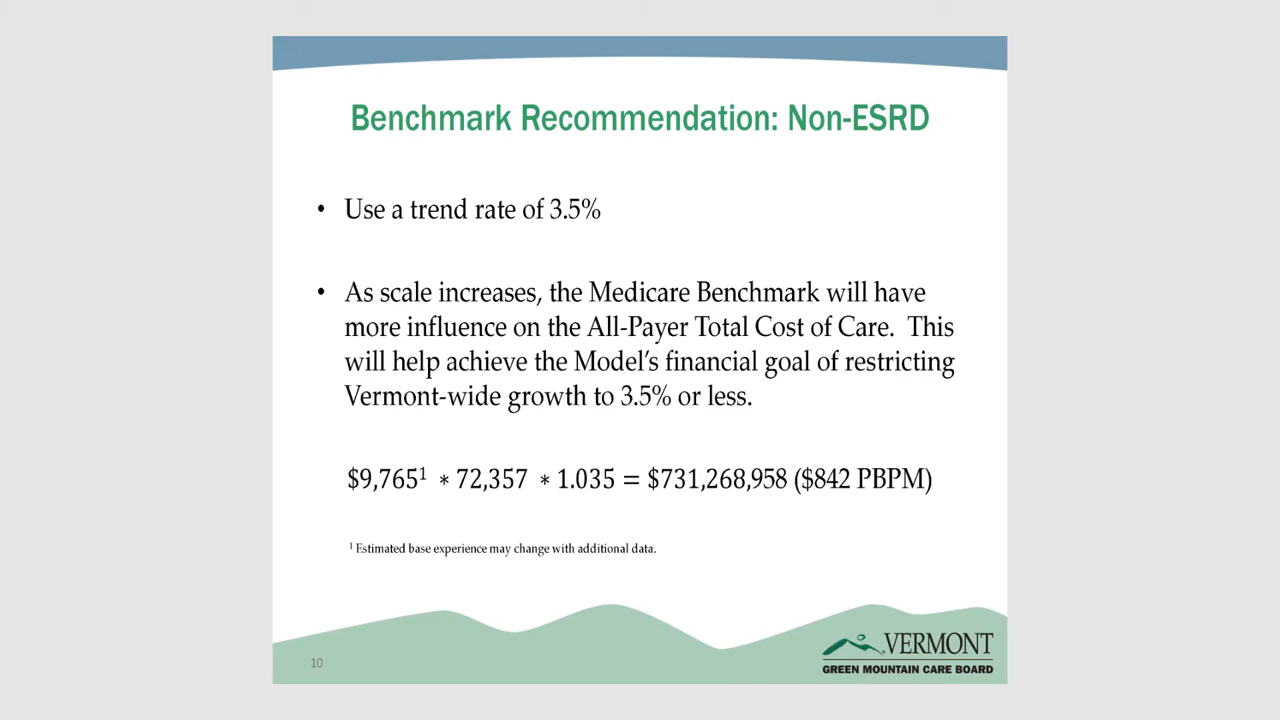 Benchmark Recommendation: Non-ESRD
• Use a trend rate of 3.5%
• As scale increases, the Medicare Benchmark will have
more influence on the All-Payer Total Cost of Care.  This
will help achieve the Model’s financial goal of restricting
Vermont-wide growth to 3.5% or less.
$9,765¹ ∗ 72,357 ∗ 1.035 = $731,268,958 ($842 PBPM)
¹ Estimated base experience may change with additional data.
10
VERMONT
GREEN MOUNTAIN CARE BOARD